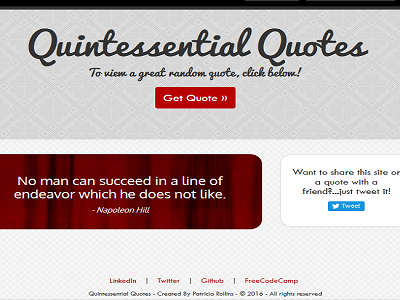 Quintessential Quotes
To view a great random quote, click below!
Get Quote »
No man can succeed in a line of
endeavor which he does not like.
- Napoleon Hill
Want to share this site or
a quote with a
friend?...just tweet it!
Tweet
LinkedIn | Twitter | Github | FreeCodeCamp
Quintessential Quotes - Created By Patricia Rollins - © 2016 - All rights reserved